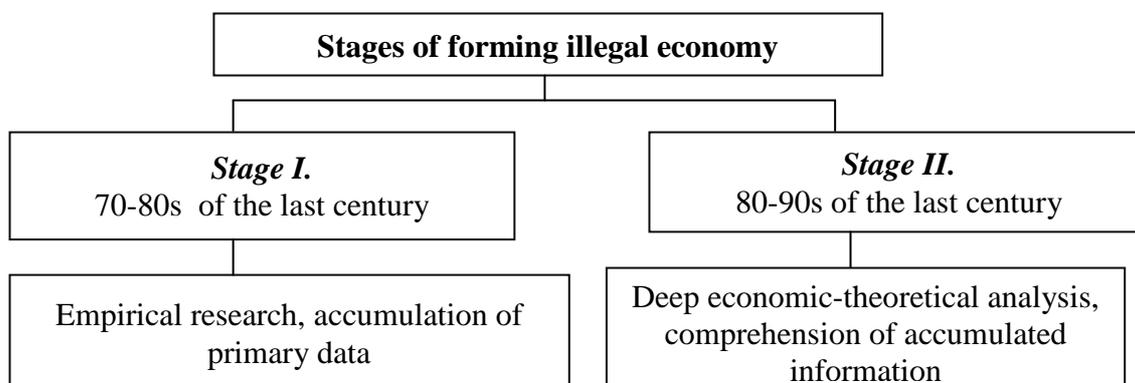 Stages of forming illegal economy
Stage I.
70-80s of the last century
Empirical research, accumulation of
primary data
Stage II.
80-90s of the last century
Deep economic-theoretical analysis,
comprehension of accumulated
information